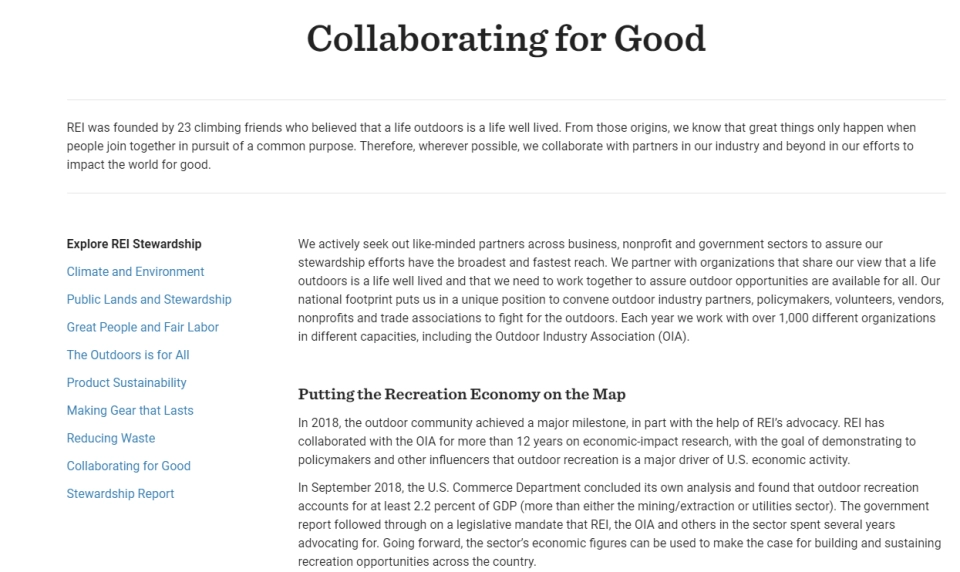 Collaborating for Good
REI was founded by 23 climbing friends who believed that a life outdoors is a life well lived. From those origins, we know that great things only happen when
people join together in pursuit of a common purpose. Therefore, wherever possible, we collaborate with partners in our industry and beyond in our efforts to
impact the world for good.
Explore REI Stewardship
Climate and Environment
Public Lands and Stewardship
Great People and Fair Labor
The Outdoors is for All
Product Sustainability
Making Gear that Lasts
Reducing Waste
Collaborating for Good
Stewardship Report
We actively seek out like-minded partners across business, nonprofit and government sectors to assure our
stewardship efforts have the broadest and fastest reach. We partner with organizations that share our view that a life
outdoors is a life well lived and that we need to work together to assure outdoor opportunities are available for all. Our
national footprint puts us in a unique position to convene outdoor industry partners, policymakers, volunteers, vendors,
nonprofits and trade associations to fight for the outdoors. Each year we work with over 1,000 different organizations
in different capacities, including the Outdoor Industry Association (OIA).
Putting the Recreation Economy on the Map
In 2018, the outdoor community achieved a major milestone, in part with the help of REI's advocacy. REI has
collaborated with the OIA for more than 12 years on economic-impact research, with the goal of demonstrating to
policymakers and other influencers that outdoor recreation is a major driver of U.S. economic activity.
In September 2018, the U.S. Commerce Department concluded its own analysis and found that outdoor recreation
accounts for at least 2.2 percent of GDP (more than either the mining/extraction or utilities sector). The government
report followed through on a legislative mandate that REI, the OIA and others in the sector spent several years
advocating for. Going forward, the sector's economic figures can be used to make the case for building and sustaining
recreation opportunities across the country.